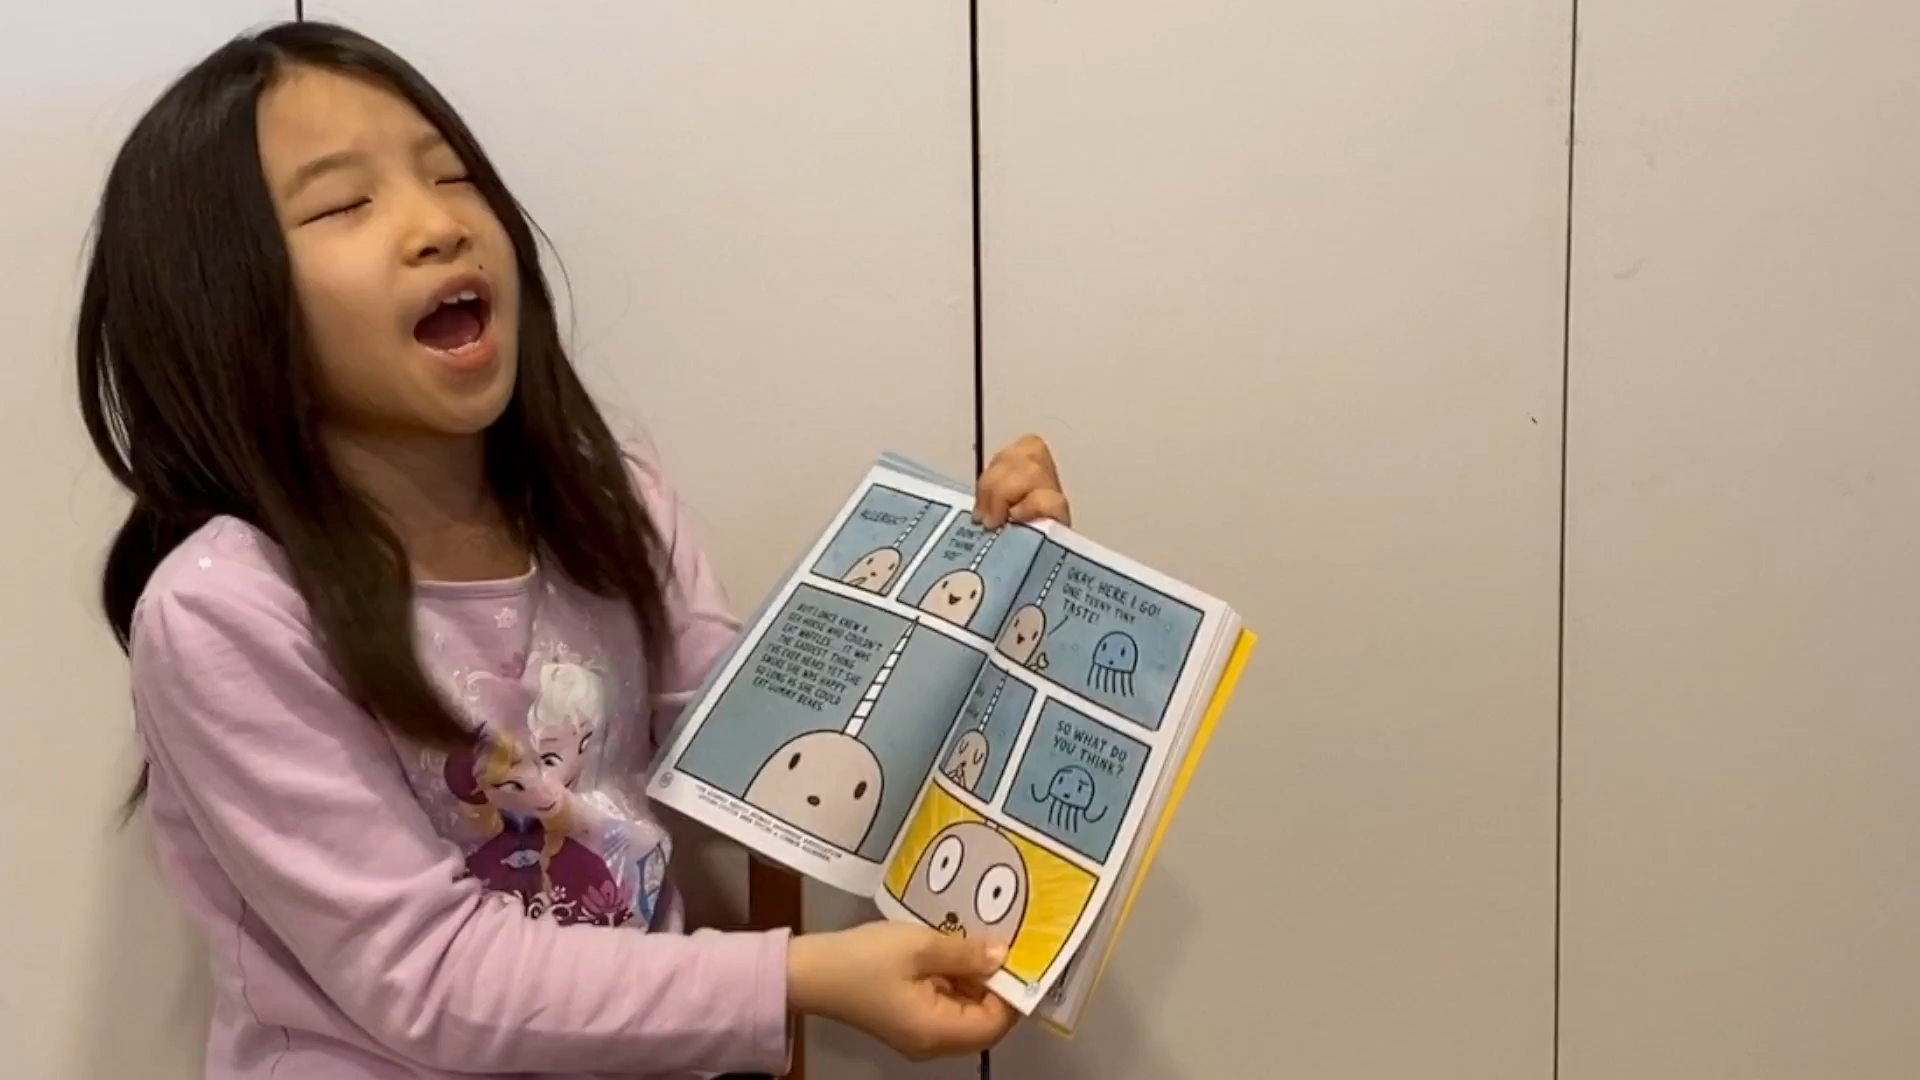 ALLERGIC?
DON'T
THINK
SO!
BUT I ONCE KNEW A
SEA HORSE WHO COULDN'T
EAT WAFFLES. IT WAS
THE SADDEST THING
I'VE EVER HEARD. YET SHE
SWORE SHE WAS HAPPY
SO LONG AS SHE COULD
EAT GUMMY BEARS.
OKAY, HERE I GO!
ONE TEENY TINY
TASTE!
SO WHAT DO
YOU THINK?